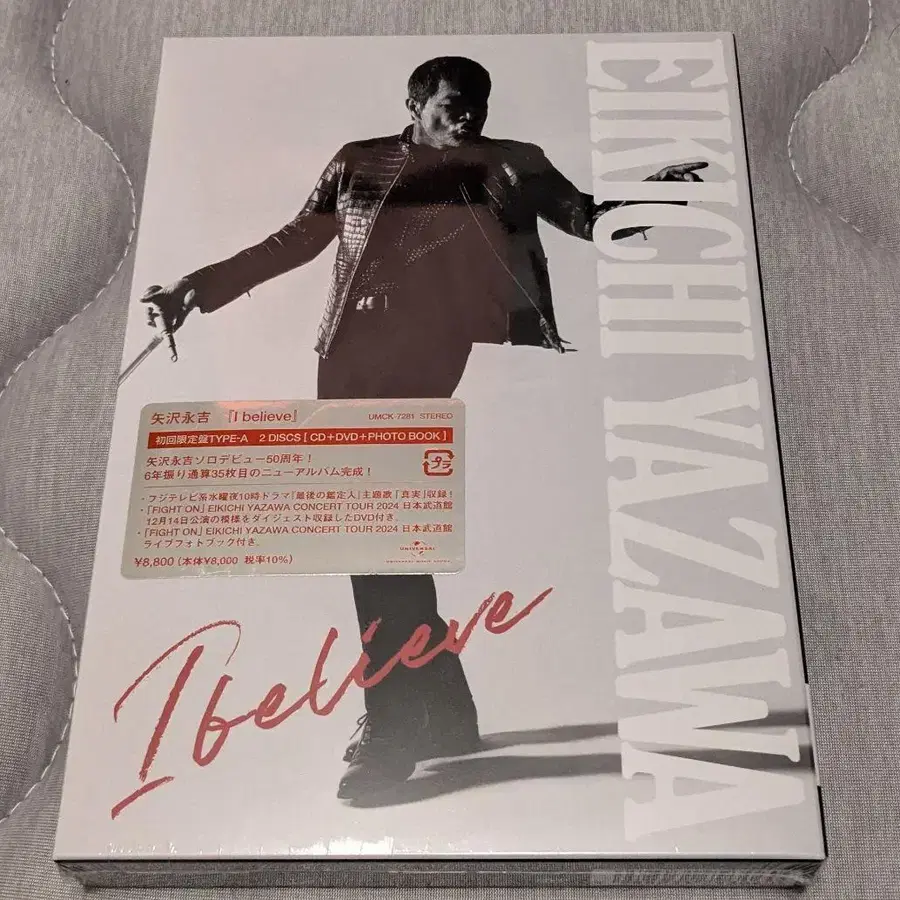 EIKICHI YAZAWA
矢沢永吉 『I believe』 UMCK-7281 STEREO
初回限定盤TYPE-A 2 DISCS [ CD+DVD+PHOTO BOOK ]
矢沢永吉ソロデビュー50周年！
6年振り通算35枚目のニューアルバム完成！
プラ
・フジテレビ系水曜夜10時ドラマ『最後の鑑定人』主題歌「真実」収録！
・「FIGHT ON」EIKICHI YAZAWA CONCERT TOUR 2024 日本武道館
12月14日公演の模様をダイジェスト収録したDVD付き。
・「FIGHT ON」EIKICHI YAZAWA CONCERT TOUR 2024 日本武道館
ライブフォトブック付き。
¥8,800 (本体¥8,000 税率10%)
UNIVERSAL
UNIVERSAL MUSIC JAPAN
I believe